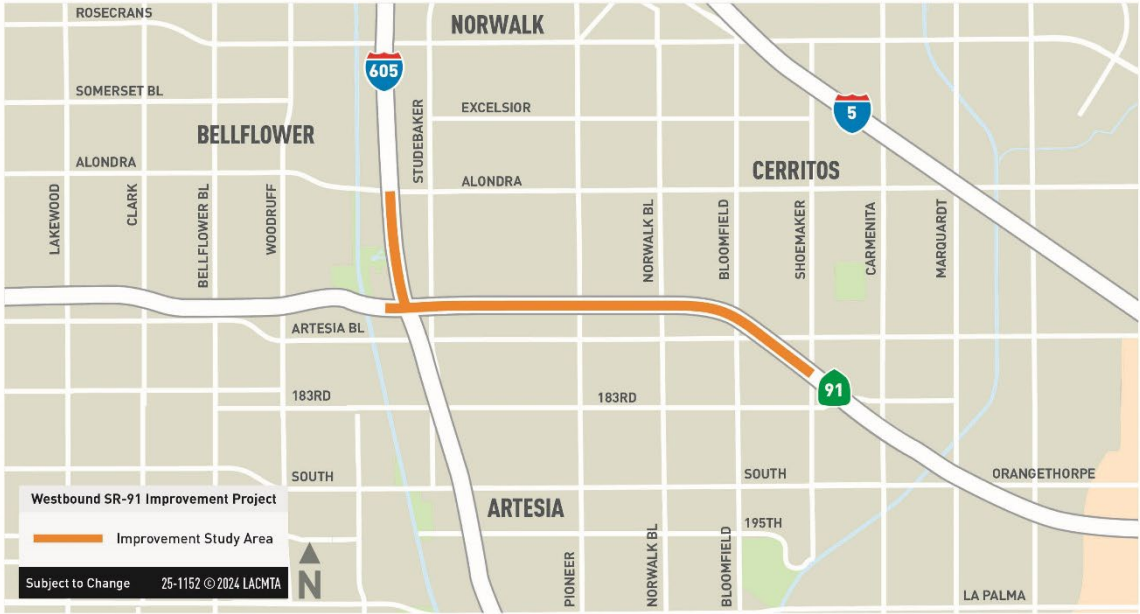 ROSECRANS
NORWALK
605
SOMERSET BL
EXCELSIOR
5
BELLFLOWER
STUDEBAKER
ALONDRA
ALONDRA
CERRITOS
LAKEWOOD
CLARK
BELLFLOWER BL
WOODRUFF
NORWALK BL
BLOOMFIELD
SHOEMAKER
CARMENITA
MARQUARDT
ARTESIA BL
91
183RD
183RD
SOUTH
SOUTH
ORANGETHORPE
ARTESIA
195TH
PIONEER
NORWALK BL
BLOOMFIELD
LA PALMA
Westbound SR-91 Improvement Project
Improvement Study Area
N
Subject to Change 25-1152 © 2024 LACMTA